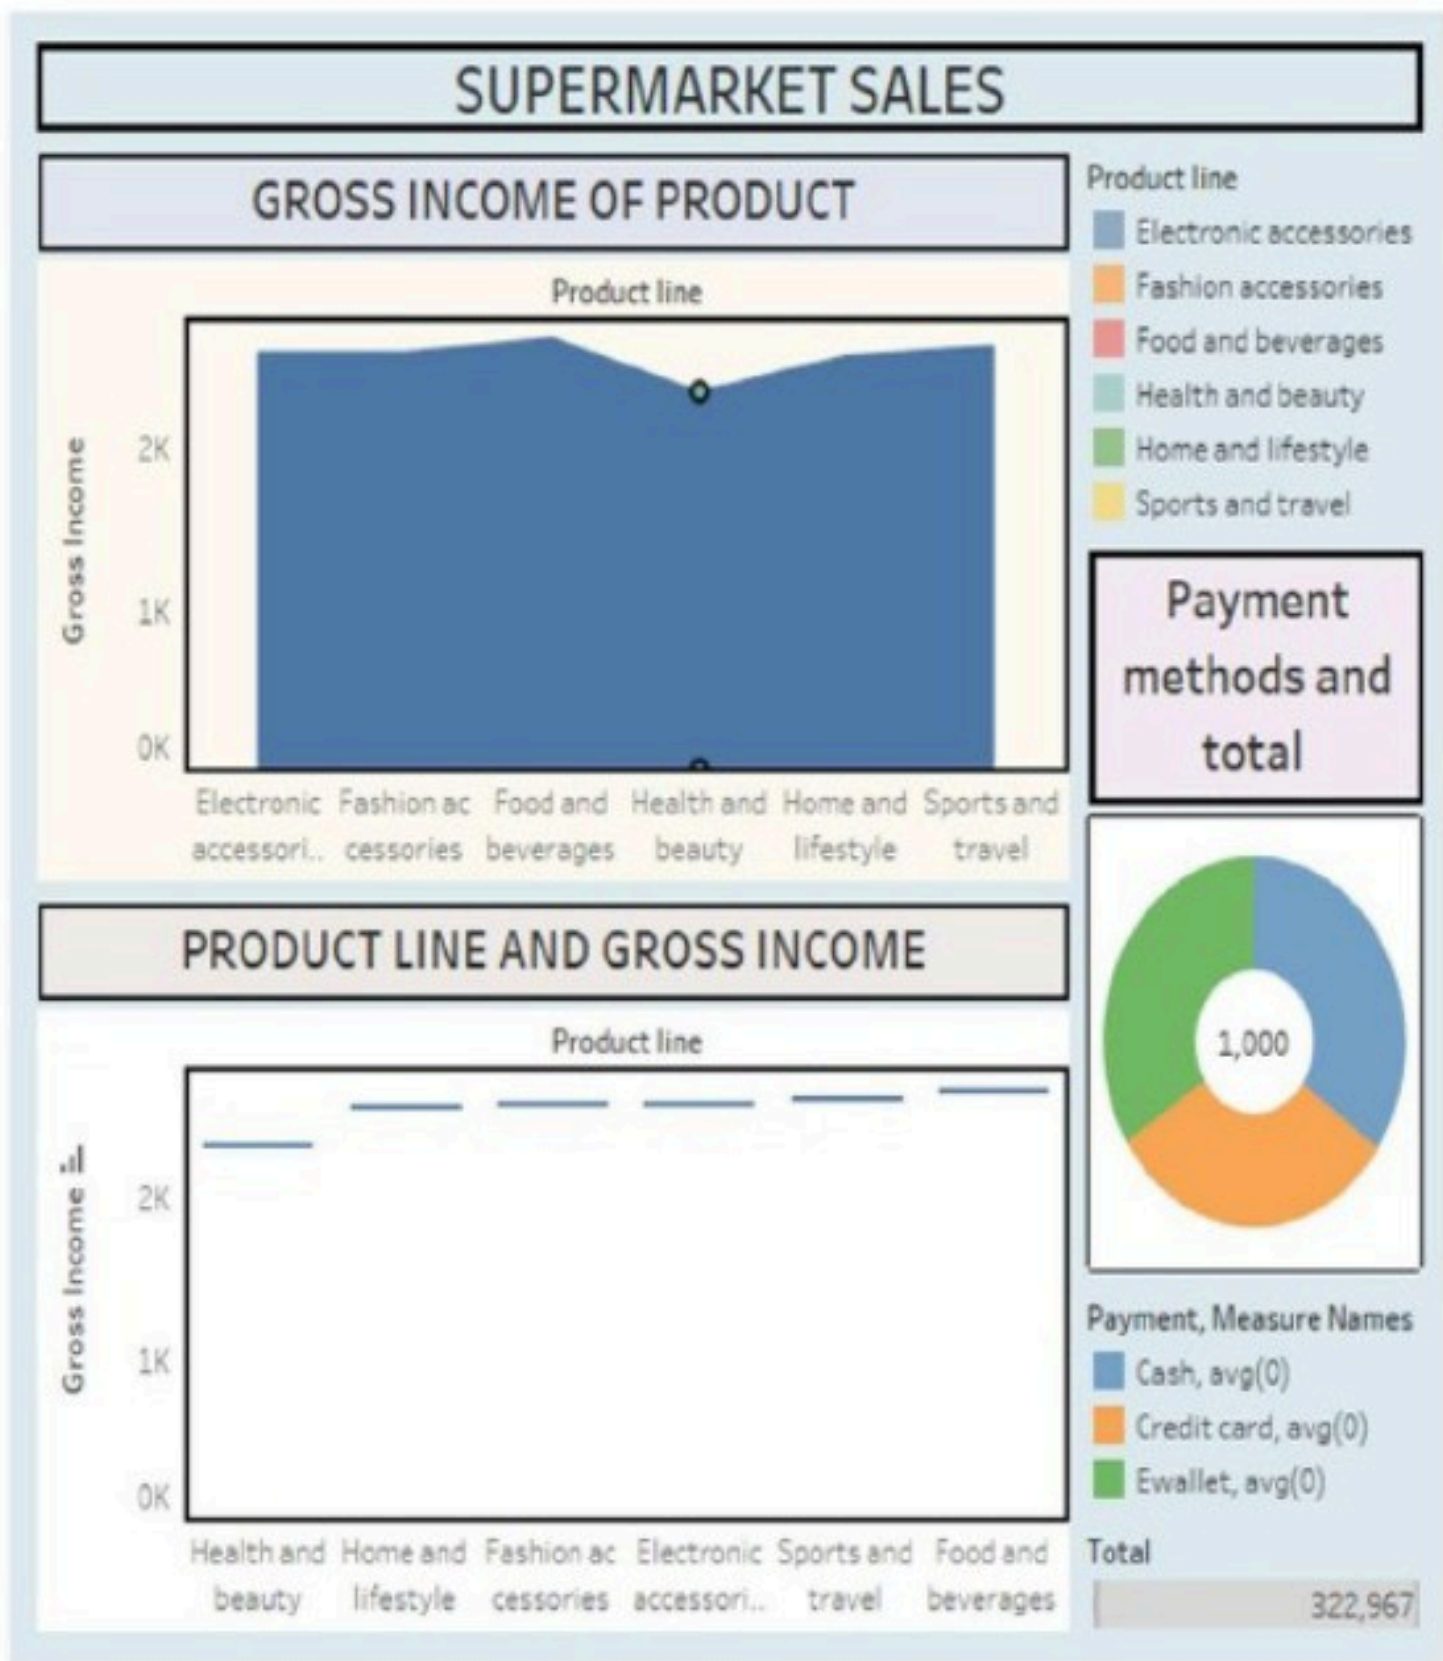 SUPERMARKET SALES
GROSS INCOME OF PRODUCT
Product line
Gross Income
2K
1K
0K
Electronic accessori..
Fashion ac cessories
Food and beverages
Health and beauty
Home and lifestyle
Sports and travel
PRODUCT LINE AND GROSS INCOME
Product line
Gross Income
2K
1K
0K
Health and beauty
Home and lifestyle
Fashion ac cessories
Electronic accessori..
Sports and travel
Food and beverages
Product line
Electronic accessories
Fashion accessories
Food and beverages
Health and beauty
Home and lifestyle
Sports and travel
Payment
methods and
total
1,000
Payment, Measure Names
Cash, avg(0)
Credit card, avg(0)
Ewallet, avg(0)
Total
322,967